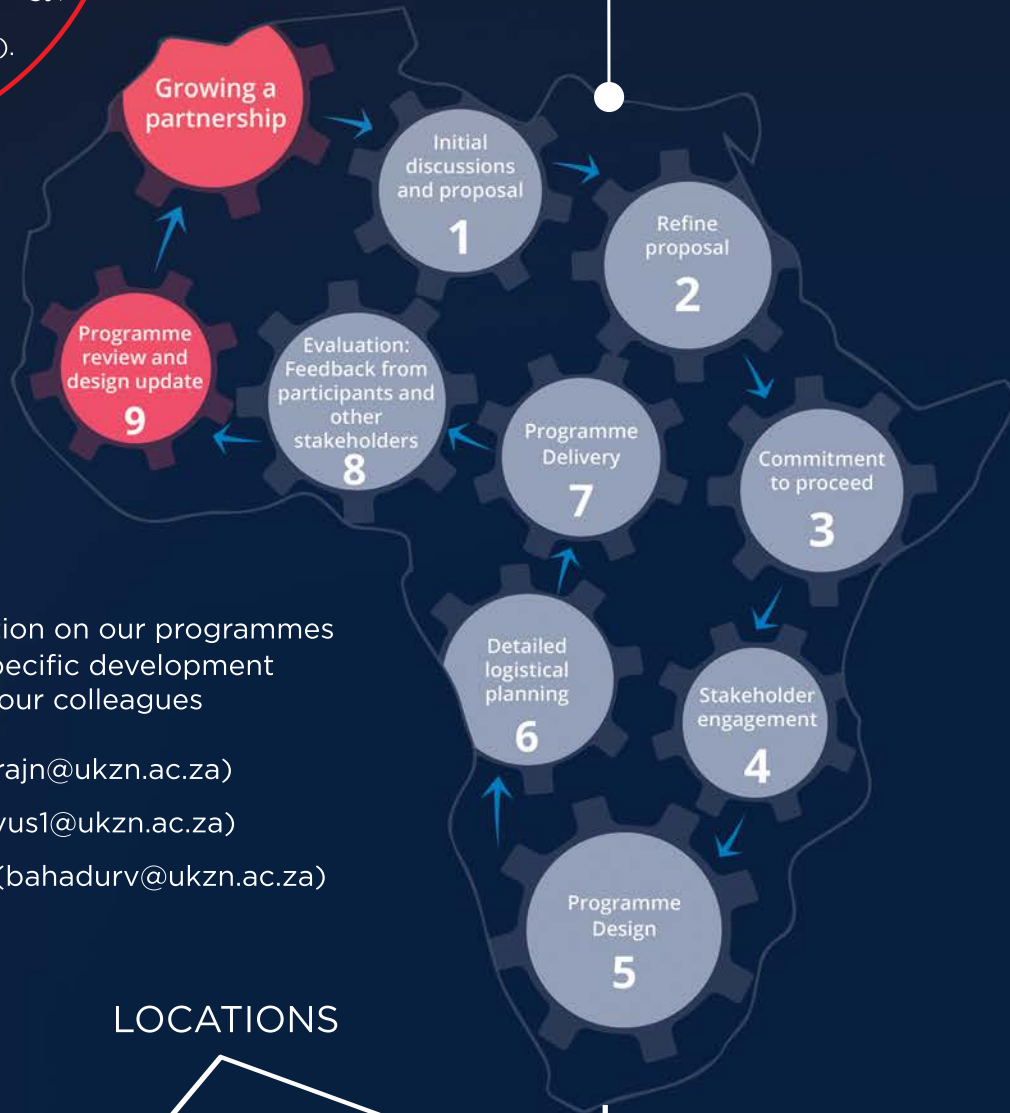 ).
Growing a
partnership
Initial
discussions
and proposal
1
Refine
proposal
2
Commitment
to proceed
3
Stakeholder
engagement
4
Programme
Design
5
Detailed
logistical
planning
6
Programme
Delivery
7
Evaluation:
Feedback from
participants and
other
stakeholders
8
Programme
review and
design update
9
on our programmes
development
our colleagues
rajn@ukzn.ac.za)
vus1@ukzn.ac.za)
(bahadurv@ukzn.ac.za)
LOCATIONS